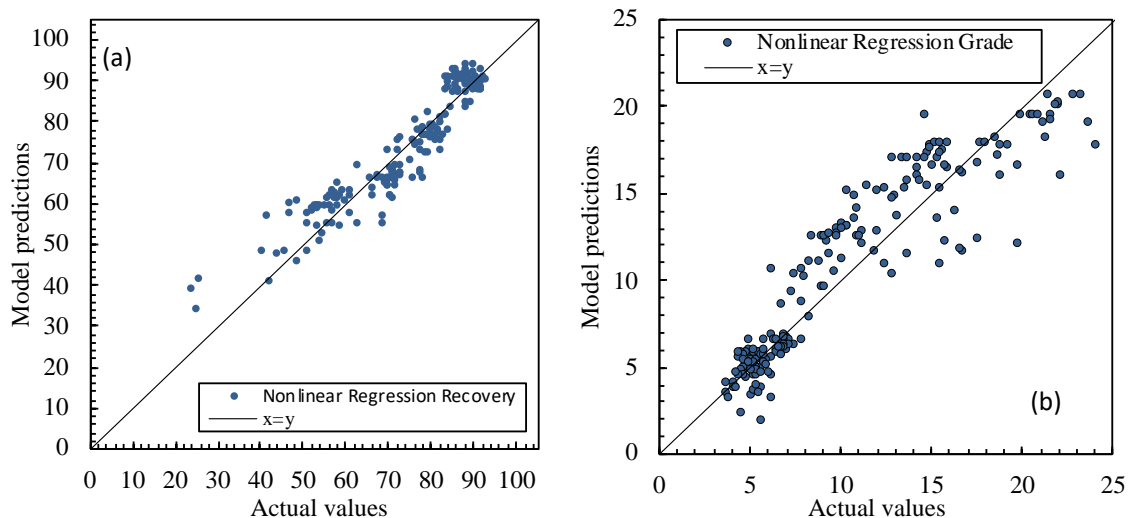 (a)
Model predictions
100
90
80
70
60
50
40
30
20
10
0
Nonlinear Regression Recovery
x=y
0 10 20 30 40 50 60 70 80 90 100
Actual values
Model predictions
25
20
15
10
5
0
Nonlinear Regression Grade
x=y
(b)
0 5 10 15 20 25
Actual values